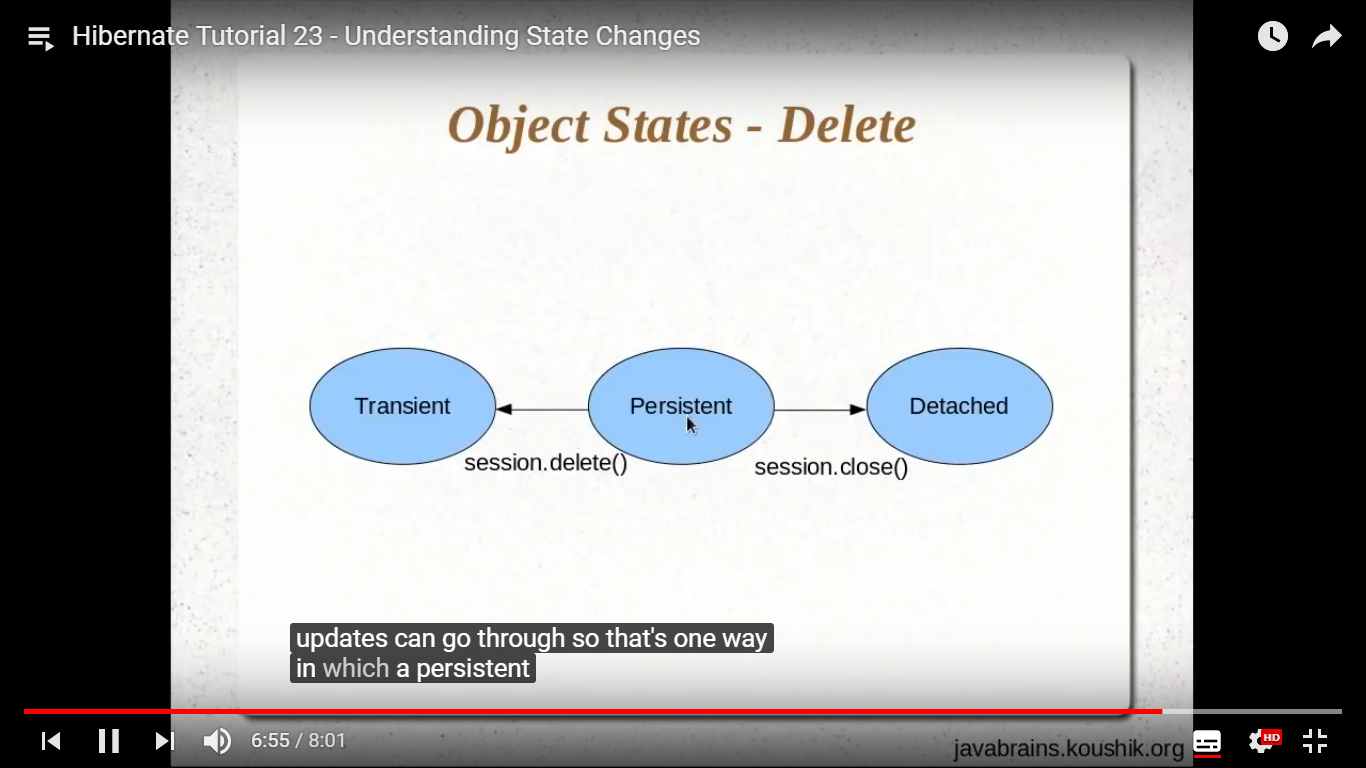 Hibernate Tutorial 23 - Understanding State Changes
Object States - Delete
Transient
Persistent
Detached
session.delete()
session.close()
updates can go through so that's one way
in which a persistent
6:55 / 8:01
javabrains.koushik.org
HD